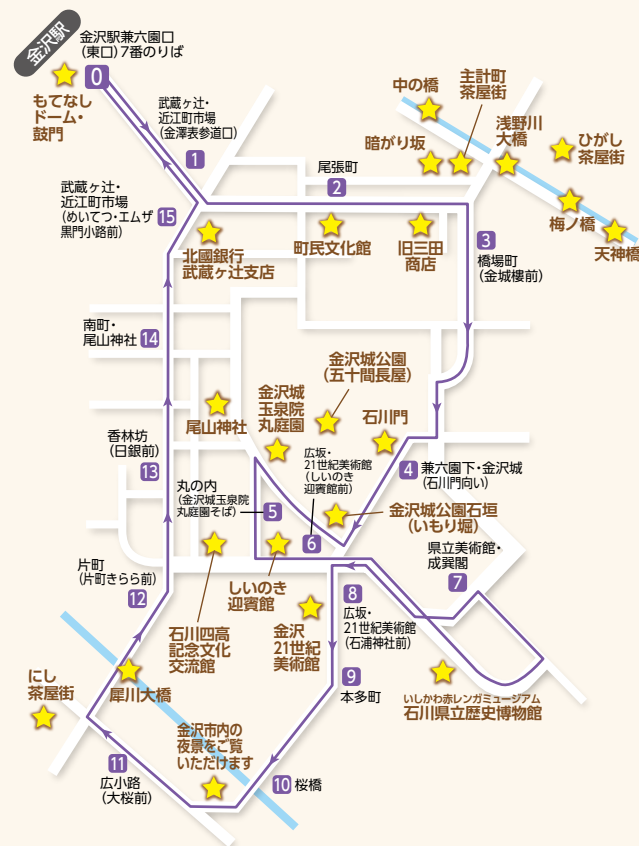 金沢駅
金沢駅兼六園口
(東口)7番のりば
0
もてなし
ドーム・
鼓門
武蔵ヶ辻・
近江町市場
(金澤表参道口)
1
中の橋
主計町
茶屋街
暗がり坂
浅野川
大橋
ひがし
茶屋街
梅ノ橋
天神橋
尾張町
2
武蔵ヶ辻・
近江町市場
(めいてつ・エムザ
黒門小路前)
15
北國銀行
武蔵ヶ辻支店
町民文化館
旧三田
商店
3
橋場町
(金城樓前)
南町・
尾山神社
14
尾山神社
金沢城
玉泉院
丸庭園
金沢城公園
(五十間長屋)
石川門
香林坊
(日銀前)
13
広坂・
21世紀美術館
(しいのき
迎賓館前)
4
兼六園下・金沢城
(石川門向い)
丸の内
(金沢城玉泉院
丸庭園そば)
5
6
金沢城公園石垣
(いもり堀)
県立美術館・
成巽閣
7
片町
(片町きらら前)
12
石川四高
記念文化
交流館
しいのき
迎賓館
金沢
21世紀
美術館
8
広坂・
21世紀美術館
(石浦神社前)
9
本多町
いしかわ赤レンガミュージアム
石川県立歴史博物館
にし
茶屋街
犀川大橋
金沢市内の
夜景をご覧
いただけます
11
広小路
(大桜前)
10
桜橋